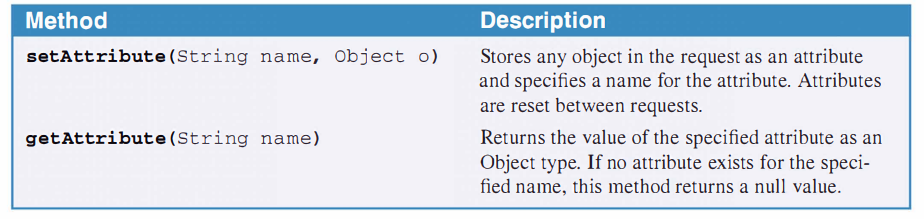 Method Description
setAttribute(String name, Object o) Stores any object in the request as an attribute
and specifies a name for the attribute. Attributes
are reset between requests.
getAttribute(String name) Returns the value of the specified attribute as an
Object type. If no attribute exists for the speci-
fied name, this method returns a null value.